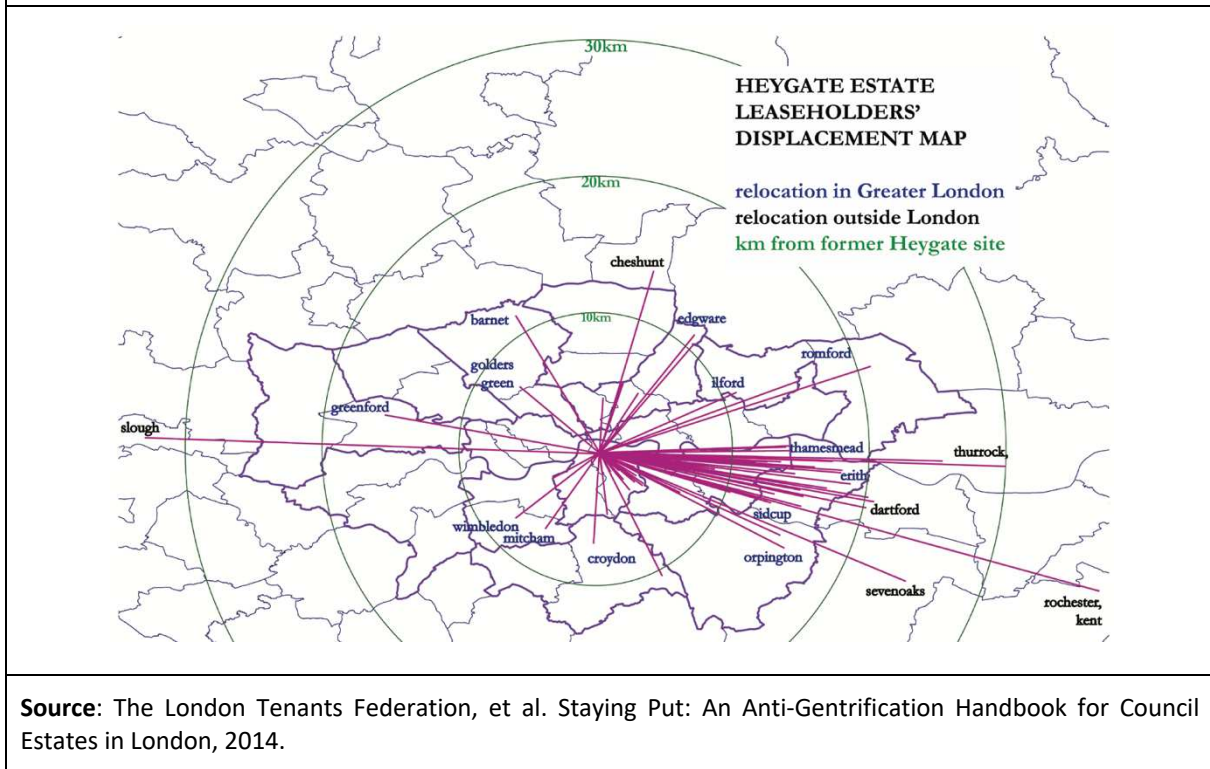 30km
HEYGATE ESTATE
LEASEHOLDERS'
DISPLACEMENT MAP
20km
relocation in Greater London
relocation outside London
km from former Heygate site
cheshunt
barnet
10km
edgware
romford
golders
green
ilford
greenford
slough
thamesmead
thurrock,
erith
dartford
sidcup
wimbledon
mitcham
croydon
orpington
sevenoaks
rochester,
kent
Source: The London Tenants Federation, et al. Staying Put: An Anti-Gentrification Handbook for Council
Estates in London, 2014.